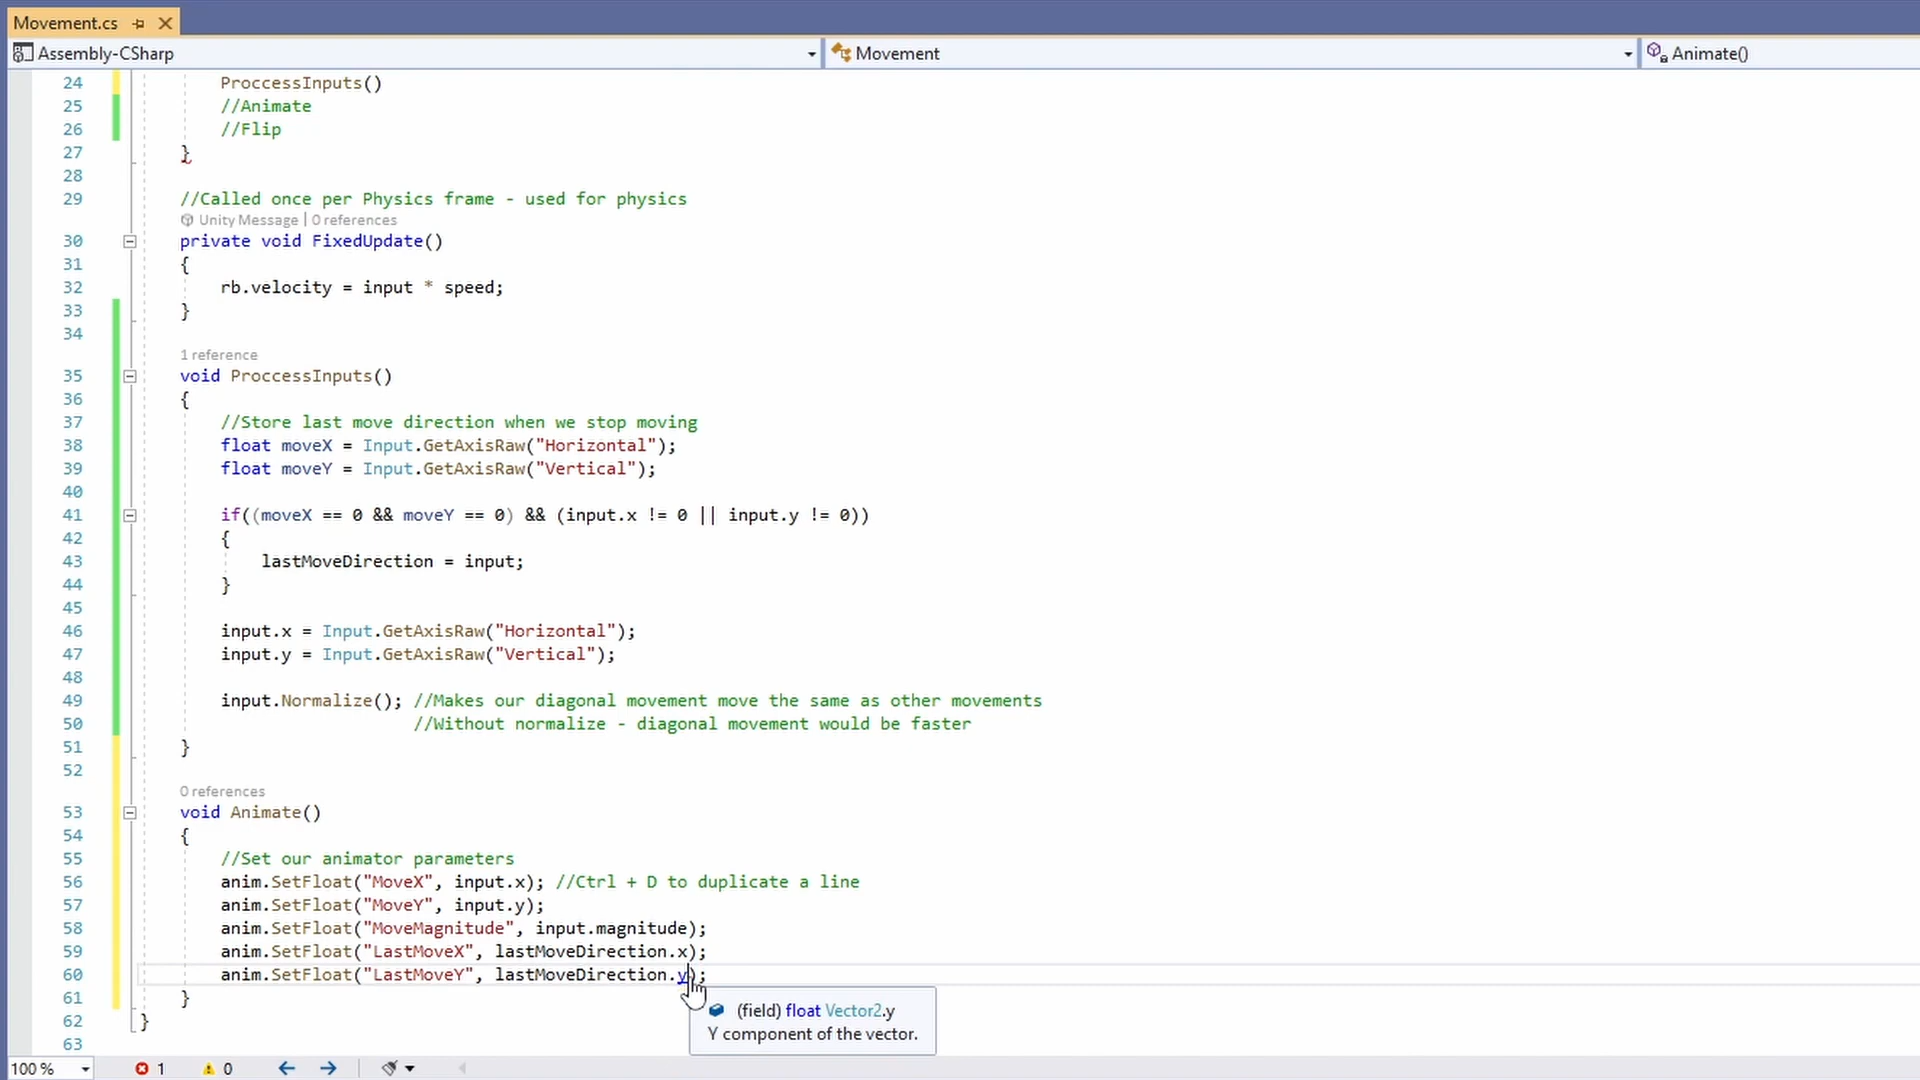 Movement.cs
Assembly-CSharp
Movement
Animate()
24 ProccessInputs()
25 //Animate
26 //Flip
27 }
28
29 //Called once per Physics frame - used for physics
Unity Message | 0 references
30 private void FixedUpdate()
31 {
32 rb.velocity = input * speed;
33 }
34
1 reference
35 void ProccessInputs()
36 {
37 //Store last move direction when we stop moving
38 float moveX = Input.GetAxisRaw("Horizontal");
39 float moveY = Input.GetAxisRaw("Vertical");
40
41 if((moveX == 0 && moveY == 0) && (input.x != 0 || input.y != 0))
42 {
43 lastMoveDirection = input;
44 }
45
46 input.x = Input.GetAxisRaw("Horizontal");
47 input.y = Input.GetAxisRaw("Vertical");
48
49 input.Normalize(); //Makes our diagonal movement move the same as other movements
50 //Without normalize - diagonal movement would be faster
51 }
52
0 references
53 void Animate()
54 {
55 //Set our animator parameters
56 anim.SetFloat("MoveX", input.x); //Ctrl + D to duplicate a line
57 anim.SetFloat("MoveY", input.y);
58 anim.SetFloat("MoveMagnitude", input.magnitude);
59 anim.SetFloat("LastMoveX", lastMoveDirection.x);
60 anim.SetFloat("LastMoveY", lastMoveDirection.y);
61 }
(field) float Vector2.y
62 }
Y component of the vector.
63
100 % 1 0